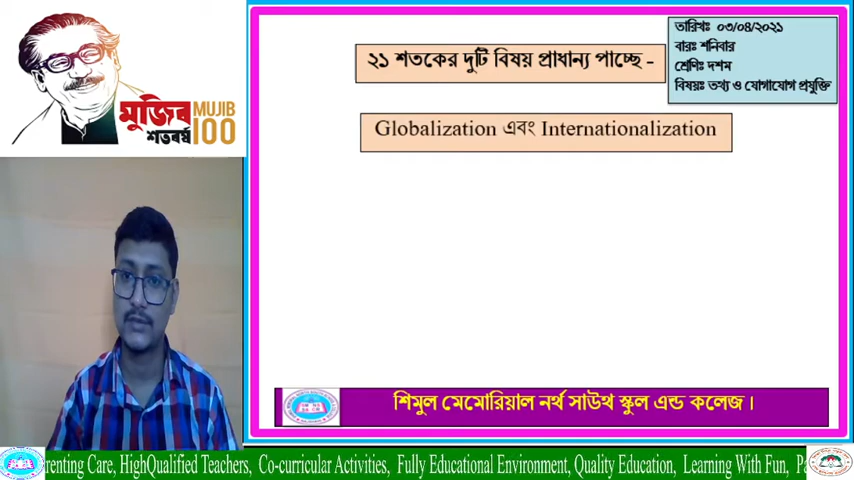 মুজিব
শতবর্ষ
MUJIB
100
২১ শতকের দুটি বিষয় প্রাধান্য পাচ্ছে -
Globalization এবং Internationalization
তারিখঃ ০৩/০৪/২০২১
বারঃ শনিবার
শ্রেণিঃ দশম
বিষয়ঃ তথ্য ও যোগাযোগ প্রযুক্তি
শিমুল মেমোরিয়াল নর্থ সাউথ স্কুল এন্ড কলেজ।
renting Care, HighQualified Teachers, Co-curricular Activities, Fully Educational Environment, Quality Education, Learning With Fun, Pa